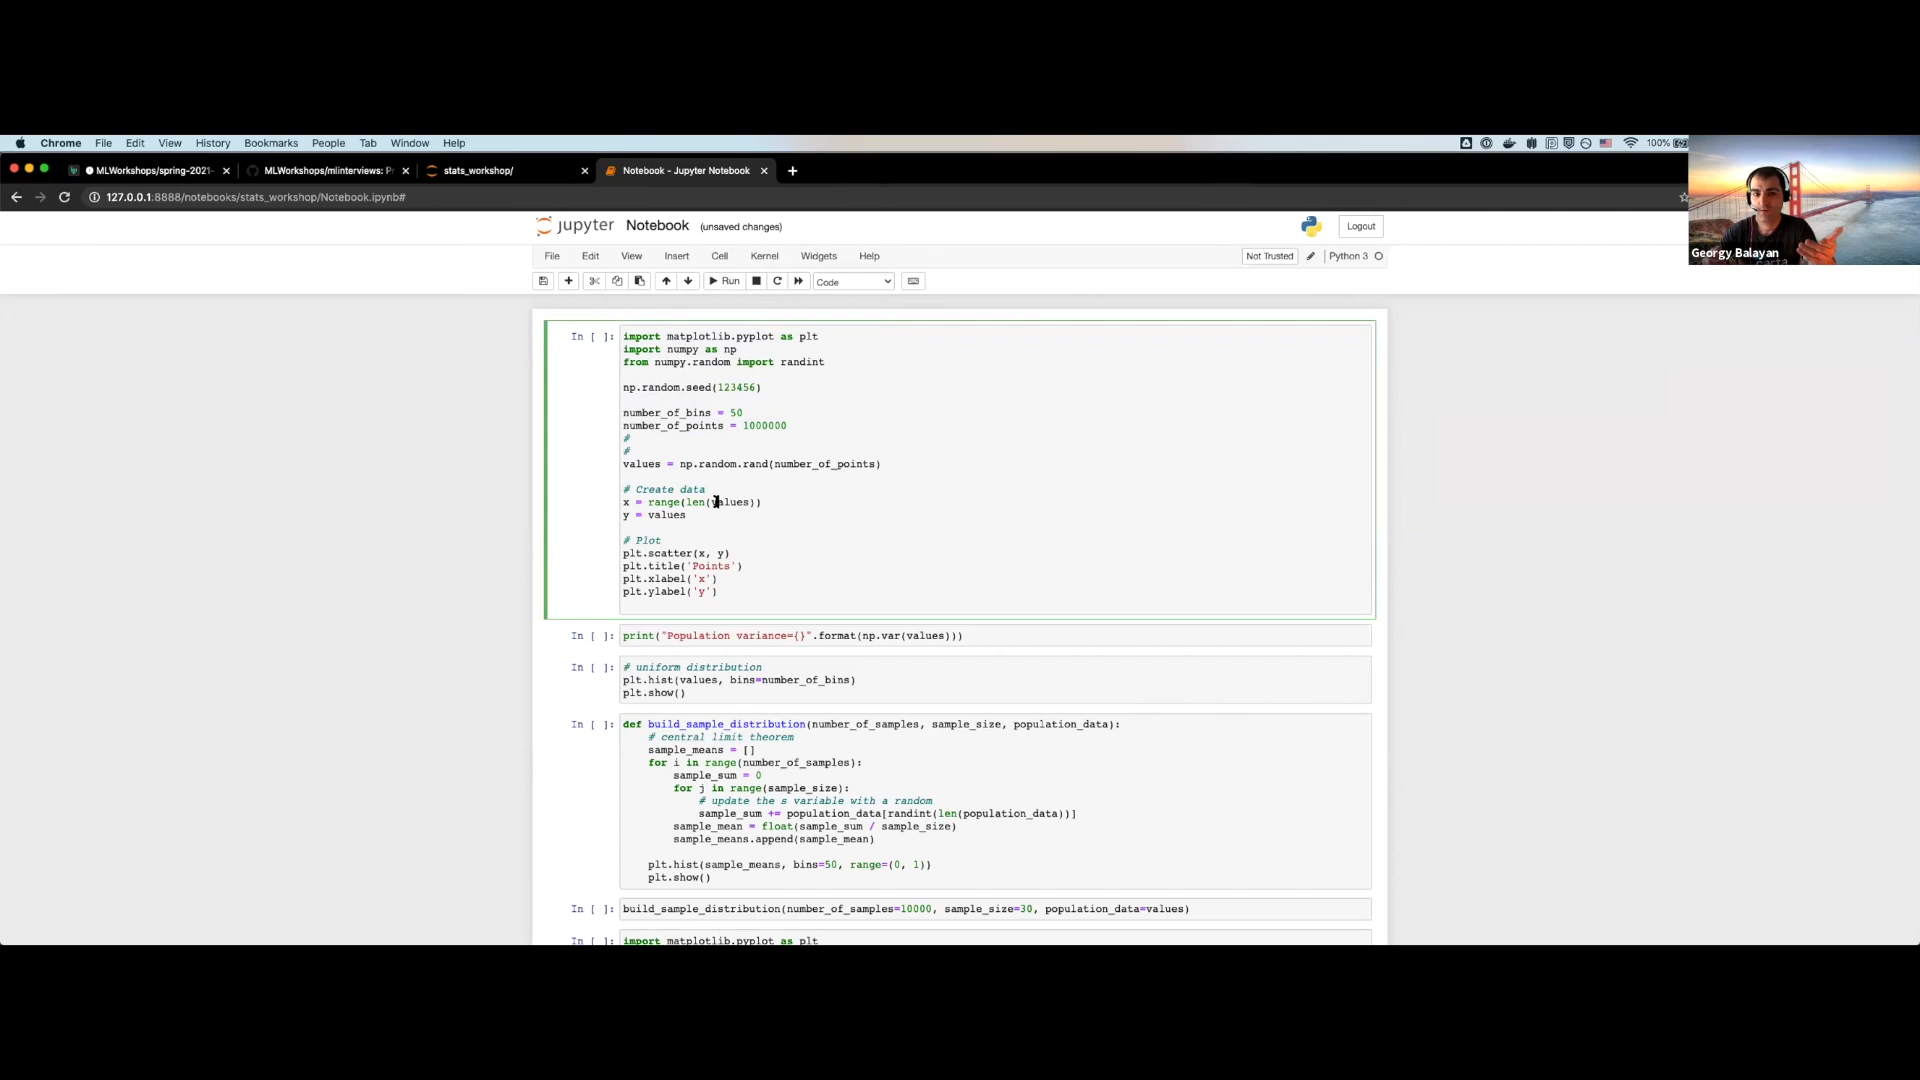 Chrome File Edit View History Bookmarks People Tab Window Help 100%
MLWorkshops/spring-2021- MLWorkshops/mlinterviews: Pr stats_workshop/ Notebook - Jupyter Notebook
127.0.0.1:8888/notebooks/stats_workshop/Notebook.ipynb#
jupyter Notebook (unsaved changes) Logout
Georgy Balayan
carta
File Edit View Insert Cell Kernel Widgets Help Not Trusted Python 3
Run Code
In [ ]: import matplotlib.pyplot as plt
import numpy as np
from numpy.random import randint
np.random.seed(123456)
number_of_bins = 50
number_of_points = 1000000
#
#
values = np.random.rand(number_of_points)
# Create data
x = range(len(values))
y = values
# Plot
plt.scatter(x, y)
plt.title('Points')
plt.xlabel('x')
plt.ylabel('y')
In [ ]: print("Population variance={}".format(np.var(values)))
In [ ]: # uniform distribution
plt.hist(values, bins=number_of_bins)
plt.show()
In [ ]: def build_sample_distribution(number_of_samples, sample_size, population_data):
# central limit theorem
sample_means = []
for i in range(number_of_samples):
sample_sum = 0
for j in range(sample_size):
# update the s variable with a random
sample_sum += population_data[randint(len(population_data))]
sample_mean = float(sample_sum / sample_size)
sample_means.append(sample_mean)
plt.hist(sample_means, bins=50, range=(0, 1))
plt.show()
In [ ]: build_sample_distribution(number_of_samples=10000, sample_size=30, population_data=values)
In [ ]: import matplotlib.pyplot as plt